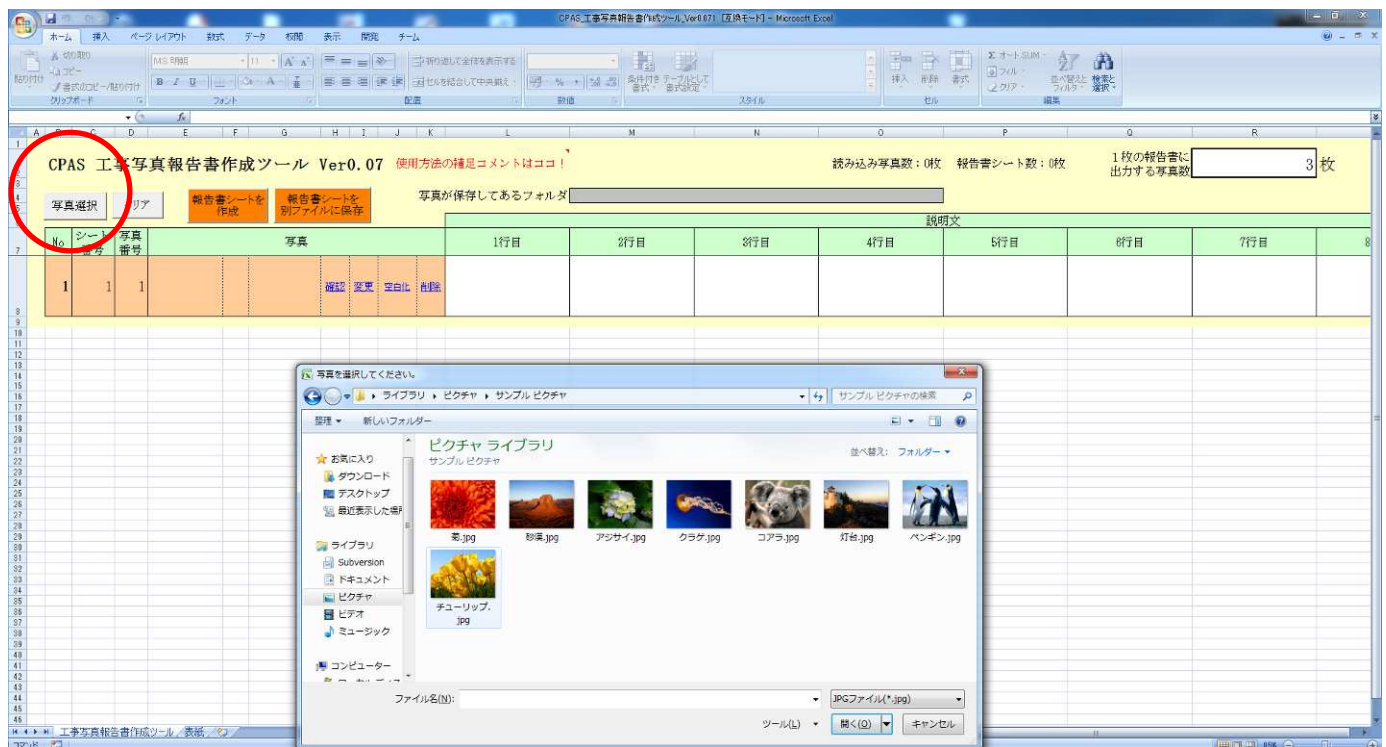 CPAS_工事写真報告書作成ツール_Ver0.071 [互換モード] - Microsoft Excel
ホーム 挿入 ページ レイアウト 数式 データ 校閲 表示 開発 チーム
切り取り
コピー
書式のコピー/貼り付け
貼り付け
MS 明朝 11
折り返して全体を表示する
セルを結合して中央揃え
条件付き書式 テーブルとして書式設定
挿入 削除 書式
Σ オート SUM
フィル
クリア
並べ替えとフィルタ 検索と選択
クリップボード フォント 配置 数値 スタイル セル 編集
A B C D E F G H I J K L M N O P Q R
CPAS 工事写真報告書作成ツール Ver0.07 使用方法の補足コメントはココ！ 読み込み写真数：0枚 報告書シート数：0枚 1枚の報告書に出力する写真数 3 枚
写真選択 クリア 報告書シートを作成 報告書シートを別ファイルに保存 写真が保存してあるフォルダ
説明文
No シート番号 写真番号 写真 1行目 2行目 3行目 4行目 5行目 6行目 7行目 8
1 1 1 確認 変更 空白化 削除
写真を選択してください。
ライブラリ ピクチャ サンプル ピクチャ サンプル ピクチャの検索
整理 新しいフォルダー
ピクチャ ライブラリ
サンプル ピクチャ
並べ替え: フォルダー
お気に入り
ダウンロード
デスクトップ
最近表示した場所
ライブラリ
Subversion
ドキュメント
ピクチャ
ビデオ
ミュージック
コンピューター
菊.jpg 砂漠.jpg アジサイ.jpg クラゲ.jpg コアラ.jpg 灯台.jpg ペンギン.jpg
チューリップ.jpg
ファイル名(N): JPGファイル(*.jpg)
ツール(L) 開く(O) キャンセル
工事写真報告書作成ツール 表紙
コマンド 85%